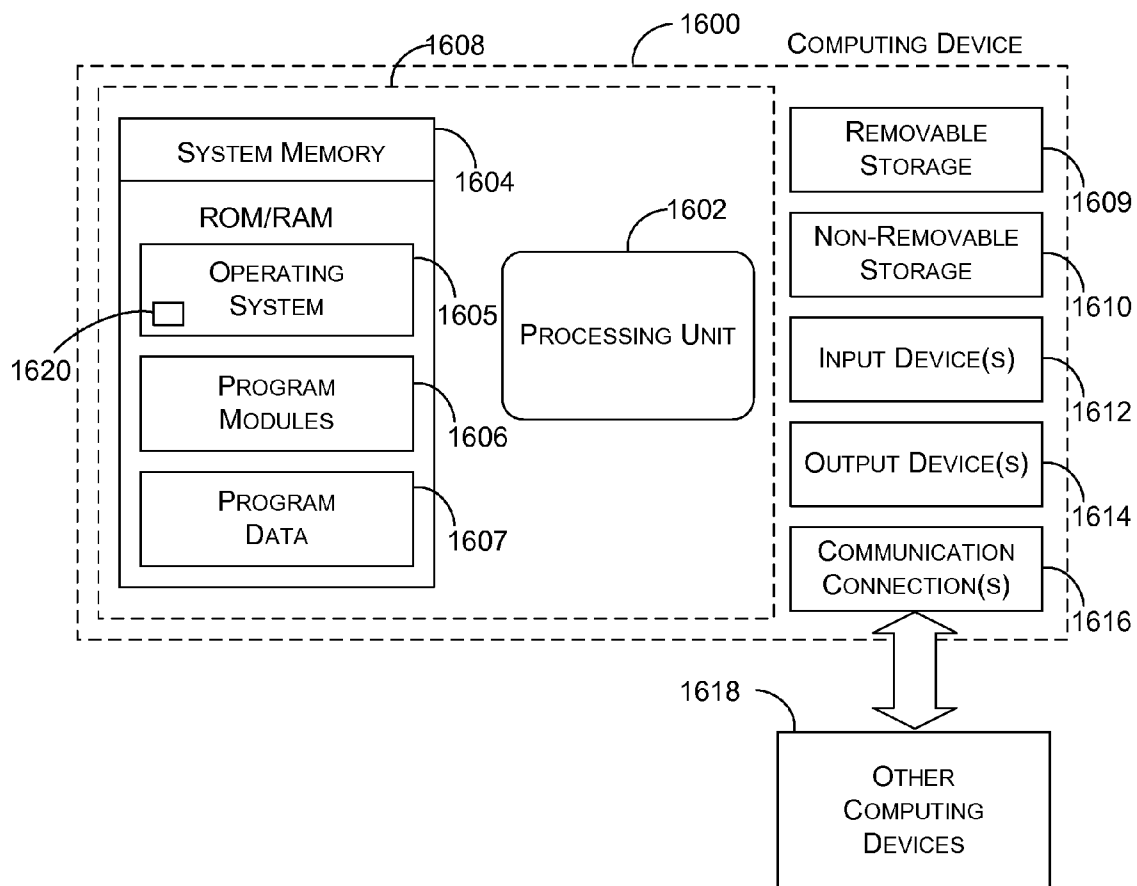 1600
COMPUTING DEVICE
1608
SYSTEM MEMORY
1604
ROM/RAM
OPERATING
SYSTEM
1605
1620
PROGRAM
MODULES
1606
PROGRAM
DATA
1607
1602
PROCESSING UNIT
REMOVABLE
STORAGE
1609
NON-REMOVABLE
STORAGE
1610
INPUT DEVICE(S)
1612
OUTPUT DEVICE(S)
1614
COMMUNICATION
CONNECTION(S)
1616
1618
OTHER
COMPUTING
DEVICES